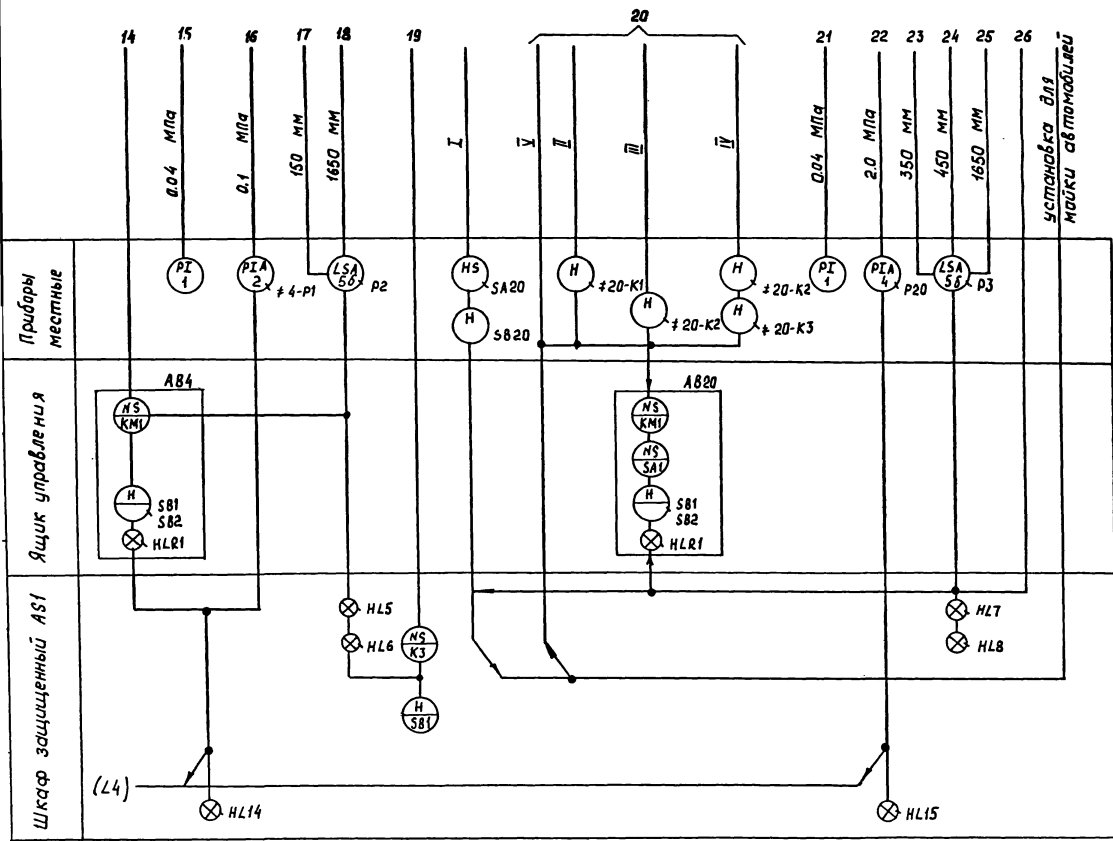 14 15 16 17 18 19 20 21 22 23 24 25 26
0.04 МПа
0.1 МПа
150 мм
1650 мм
I
V
II
III
IV
0.04 МПа
2.0 МПа
350 мм
450 мм
1650 мм
установка для
мойки автомобилей
Приборы
местные
PI
1
PIA
2
‡4-P1
LSA
5б
P2
HS
SA20
H
SB20
H
‡20-K1
H
‡20-K2
H
‡20-K2
H
‡20-K3
PI
1
PIA
4
P20
LSA
5б
P3
Ящик управления
AB4
NS
KM1
H
SB1
SB2
HLR1
AB20
NS
KM1
NS
SA1
H
SB1
SB2
HLR1
Шкаф защищенный AS1
HL5
HL6
NS
K3
H
SB1
HL7
HL8
(L4)
HL14
HL15